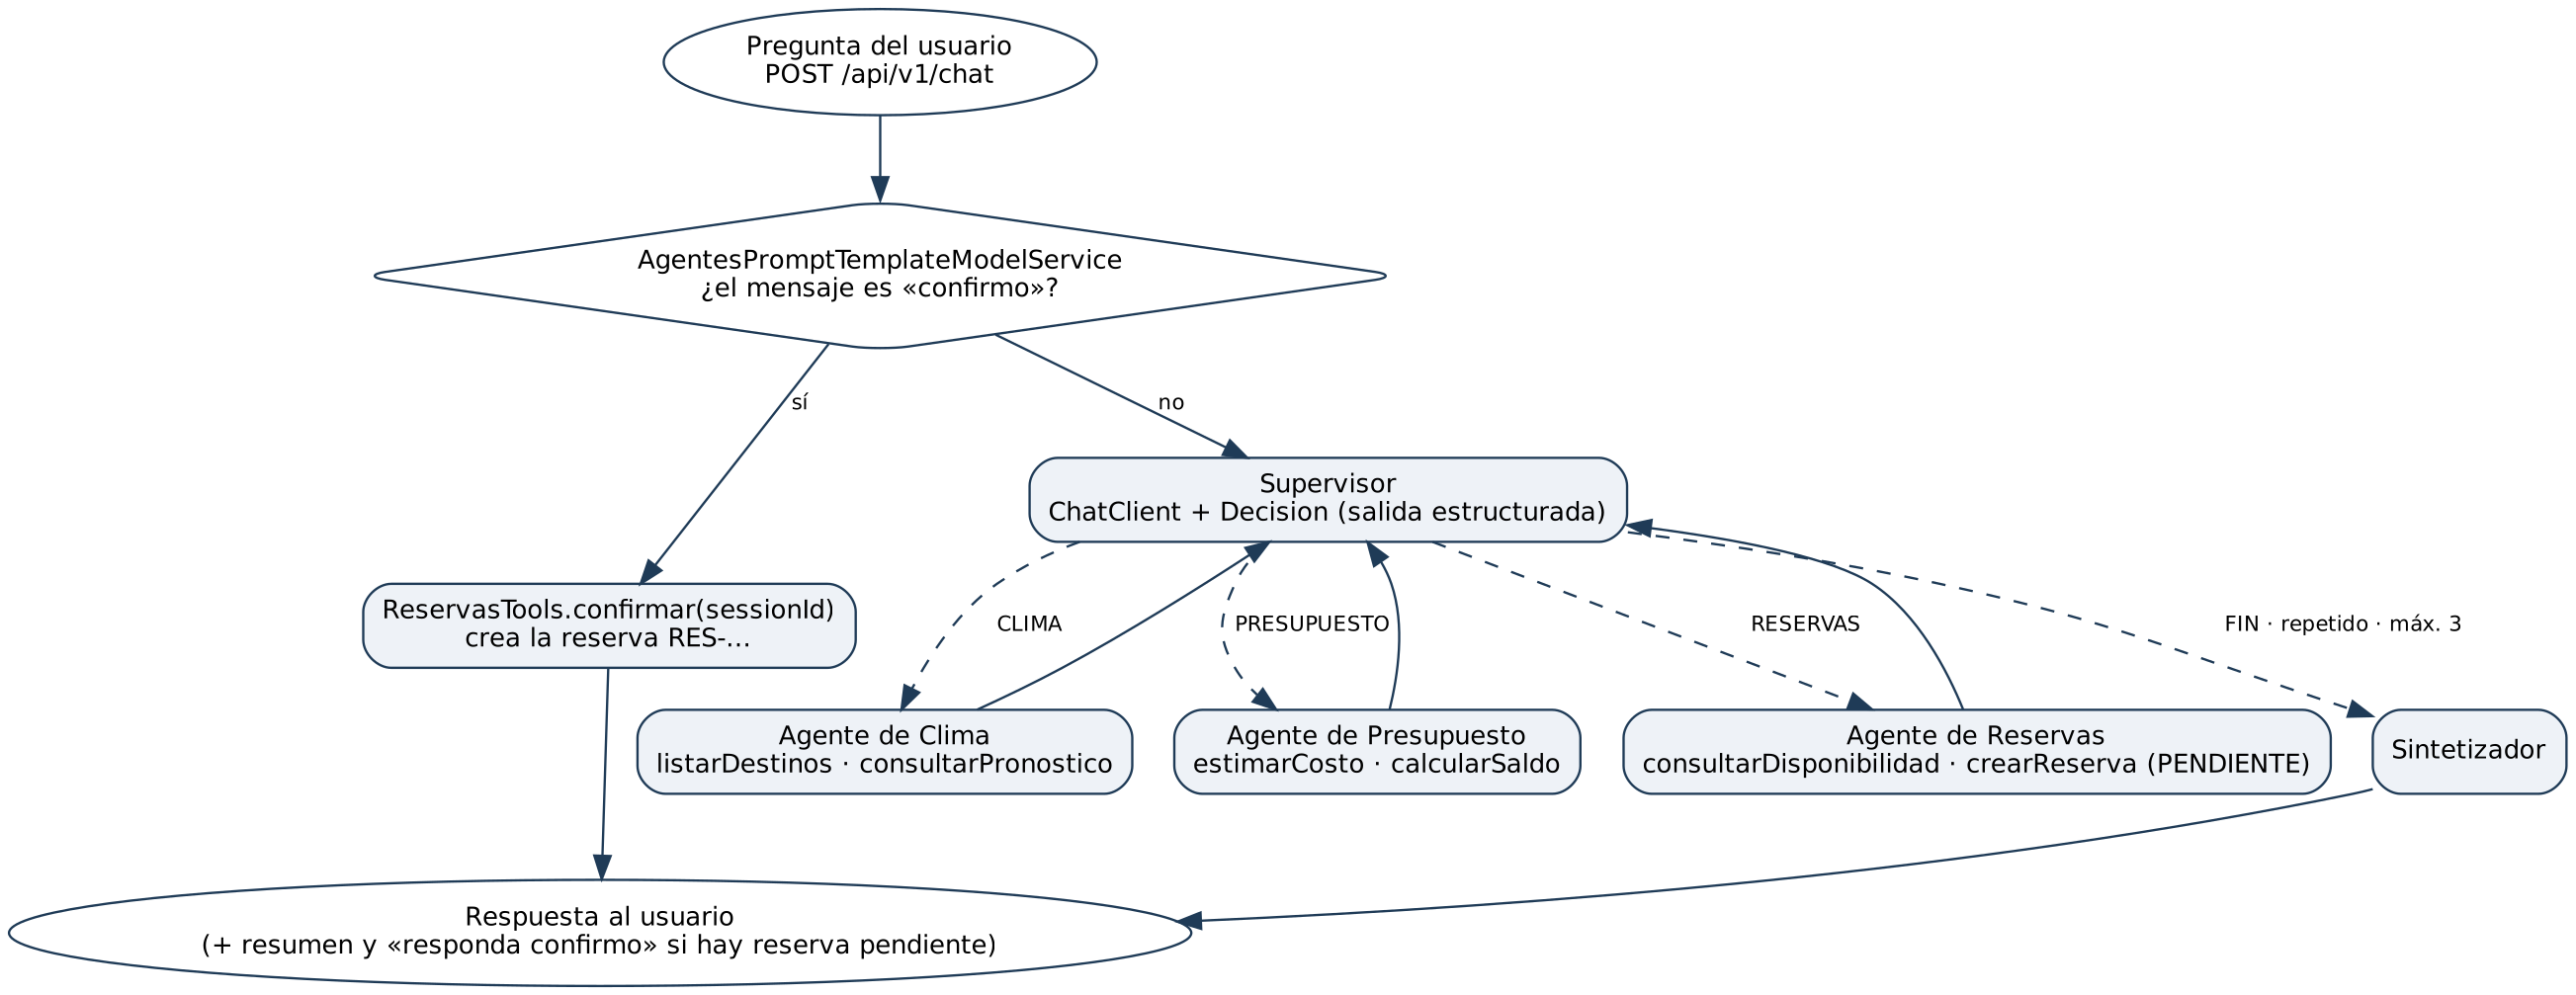 Pregunta del usuario
POST /api/v1/chat
AgentesPromptTemplateModelService
¿el mensaje es «confirmo»?
sí
no
Supervisor
ChatClient + Decision (salida estructurada)
ReservasTools.confirmar(sessionId)
crea la reserva RES-...
CLIMA
PRESUPUESTO
RESERVAS
FIN · repetido · máx. 3
Agente de Clima
listarDestinos · consultarPronostico
Agente de Presupuesto
estimarCosto · calcularSaldo
Agente de Reservas
consultarDisponibilidad · crearReserva (PENDIENTE)
Sintetizador
Respuesta al usuario
(+ resumen y «responda confirmo» si hay reserva pendiente)